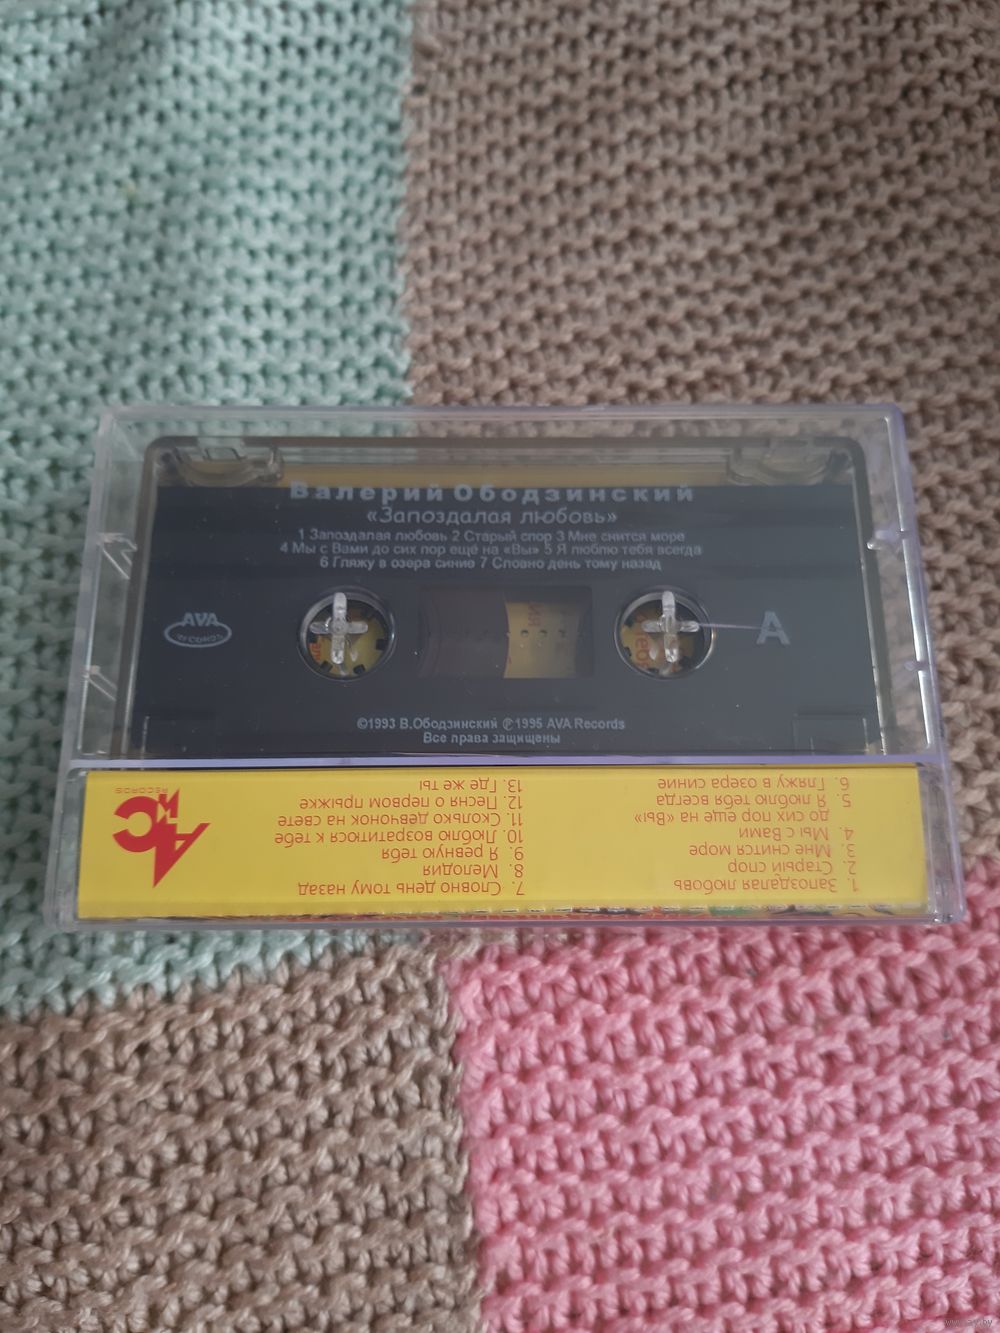 Валерий Ободзинский
«Запоздалая любовь»
1 Запоздалая любовь 2 Старый спор 3 Мне снится море
4 Мы с Вами до сих пор ещё на «Вы» 5 Я люблю тебя всегда
6 Гляжу в озера синие 7 Словно день тому назад
AVA
RECORDS
A
©1993 В.Ободзинский ℗1995 AVA Records
Все права защищены
1. Запоздалая любовь
2. Старый спор
3. Мне снится море
4. Мы с Вами
до сих пор еще на «Вы»
5. Я люблю тебя всегда
6. Гляжу в озера синие
7. Словно день тому назад
8. Мелодия
9. Я ревную тебя
10. Люблю возвратиться к тебе
11. Сколько девчонок на свете
12. Песня о первом прыжке
13. Где же ты
RECORDS